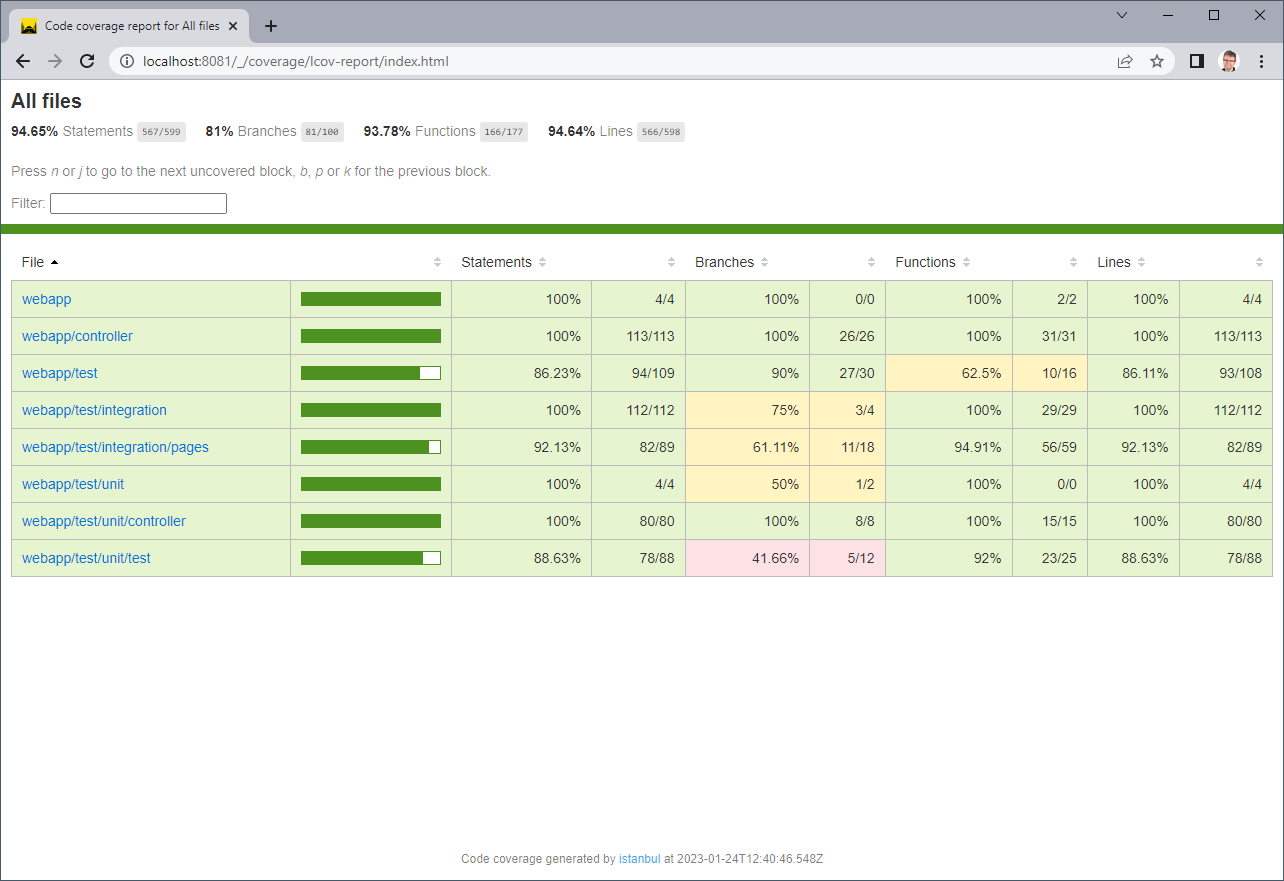 Code coverage report for All files
localhost:8081/_/coverage/lcov-report/index.html
All files
94.65% Statements 567/599 81% Branches 81/100 93.78% Functions 166/177 94.64% Lines 566/598
Press n or j to go to the next uncovered block, b, p or k for the previous block.
Filter:
File Statements Branches Functions Lines
webapp 100% 4/4 100% 0/0 100% 2/2 100% 4/4
webapp/controller 100% 113/113 100% 26/26 100% 31/31 100% 113/113
webapp/test 86.23% 94/109 90% 27/30 62.5% 10/16 86.11% 93/108
webapp/test/integration 100% 112/112 75% 3/4 100% 29/29 100% 112/112
webapp/test/integration/pages 92.13% 82/89 61.11% 11/18 94.91% 56/59 92.13% 82/89
webapp/test/unit 100% 4/4 50% 1/2 100% 0/0 100% 4/4
webapp/test/unit/controller 100% 80/80 100% 8/8 100% 15/15 100% 80/80
webapp/test/unit/test 88.63% 78/88 41.66% 5/12 92% 23/25 88.63% 78/88
Code coverage generated by istanbul at 2023-01-24T12:40:46.548Z